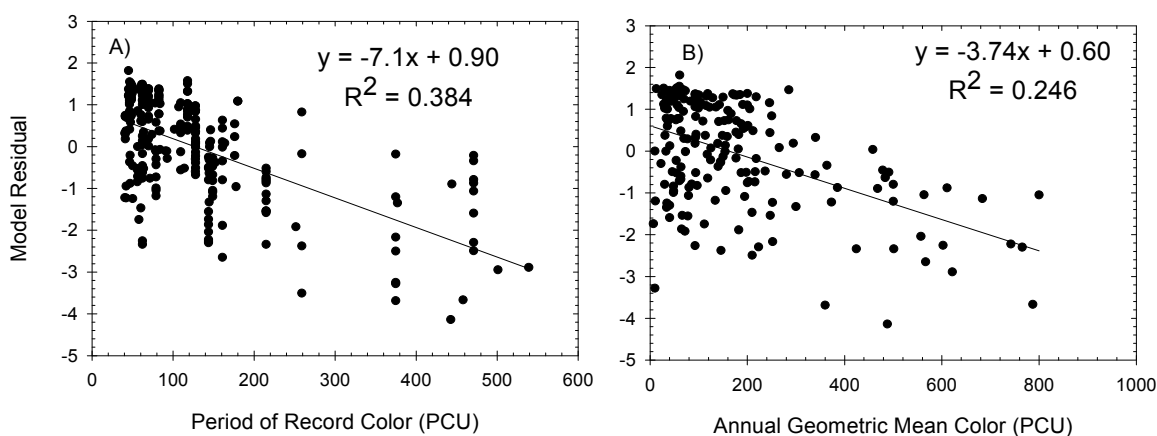 A)
y = -7.1x + 0.90
R2 = 0.384
3
2
1
0
-1
-2
-3
-4
-5
Model Residual
0 100 200 300 400 500 600
Period of Record Color (PCU)
B)
y = -3.74x + 0.60
R2 = 0.246
3
2
1
0
-1
-2
-3
-4
-5
0 200 400 600 800 1000
Annual Geometric Mean Color (PCU)